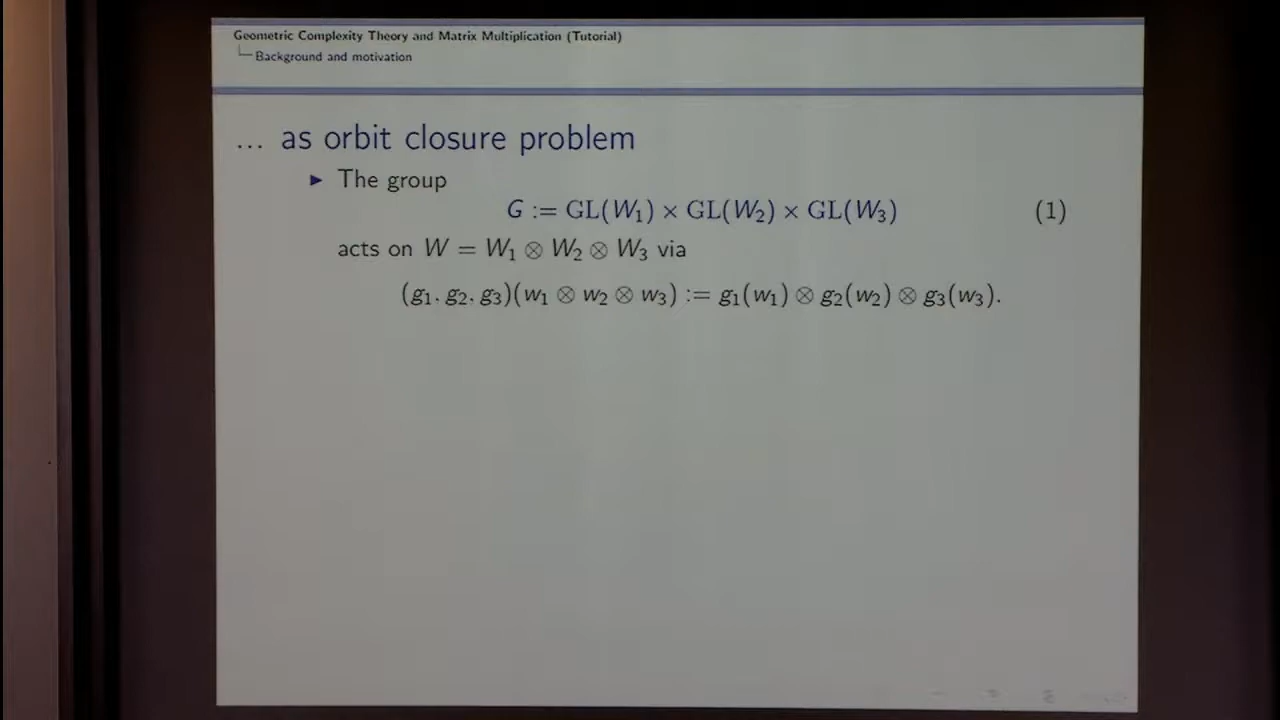 Geometric Complexity Theory and Matrix Multiplication (Tutorial)
Background and motivation
... as orbit closure problem
► The group
G := GL(W₁) × GL(W₂) × GL(W₃) (1)
acts on W = W₁ ⊗ W₂ ⊗ W₃ via
(g₁, g₂, g₃)(w₁ ⊗ w₂ ⊗ w₃) := g₁(w₁) ⊗ g₂(w₂) ⊗ g₃(w₃).